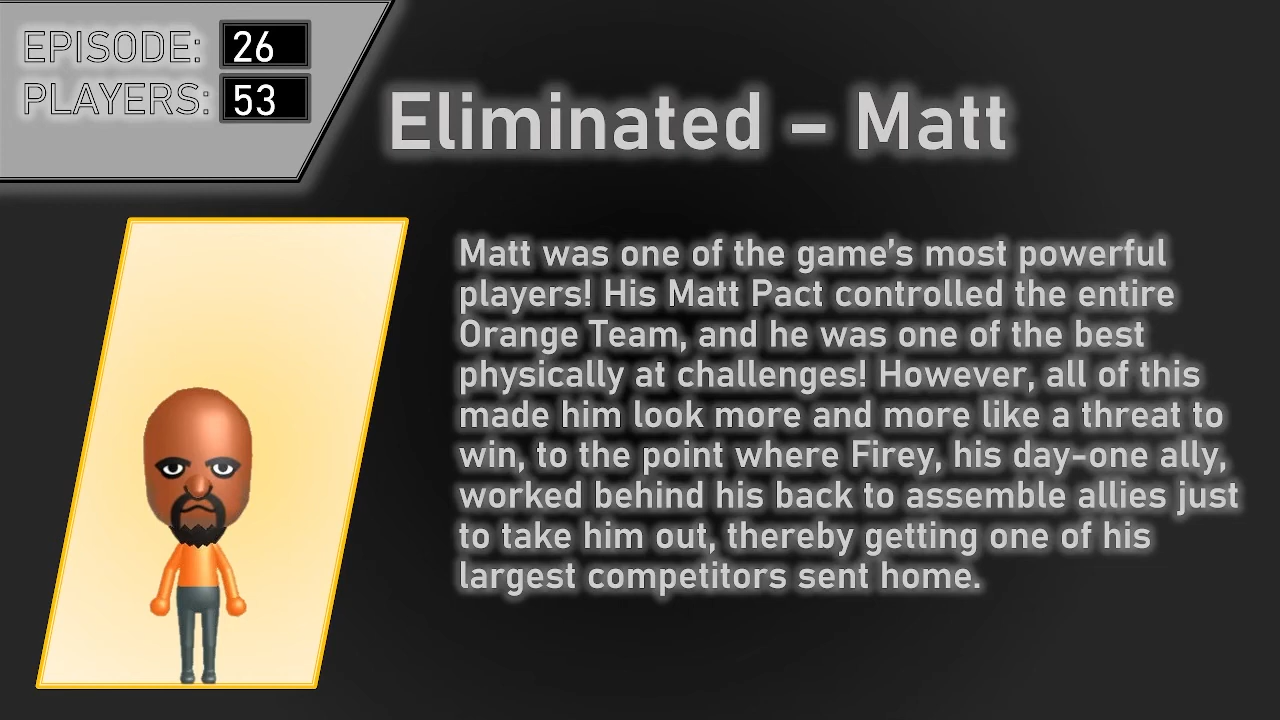 EPISODE: 26
PLAYERS: 53
Eliminated – Matt
Matt was one of the game's most powerful
players! His Matt Pact controlled the entire
Orange Team, and he was one of the best
physically at challenges! However, all of this
made him look more and more like a threat to
win, to the point where Firey, his day-one ally,
worked behind his back to assemble allies just
to take him out, thereby getting one of his
largest competitors sent home.